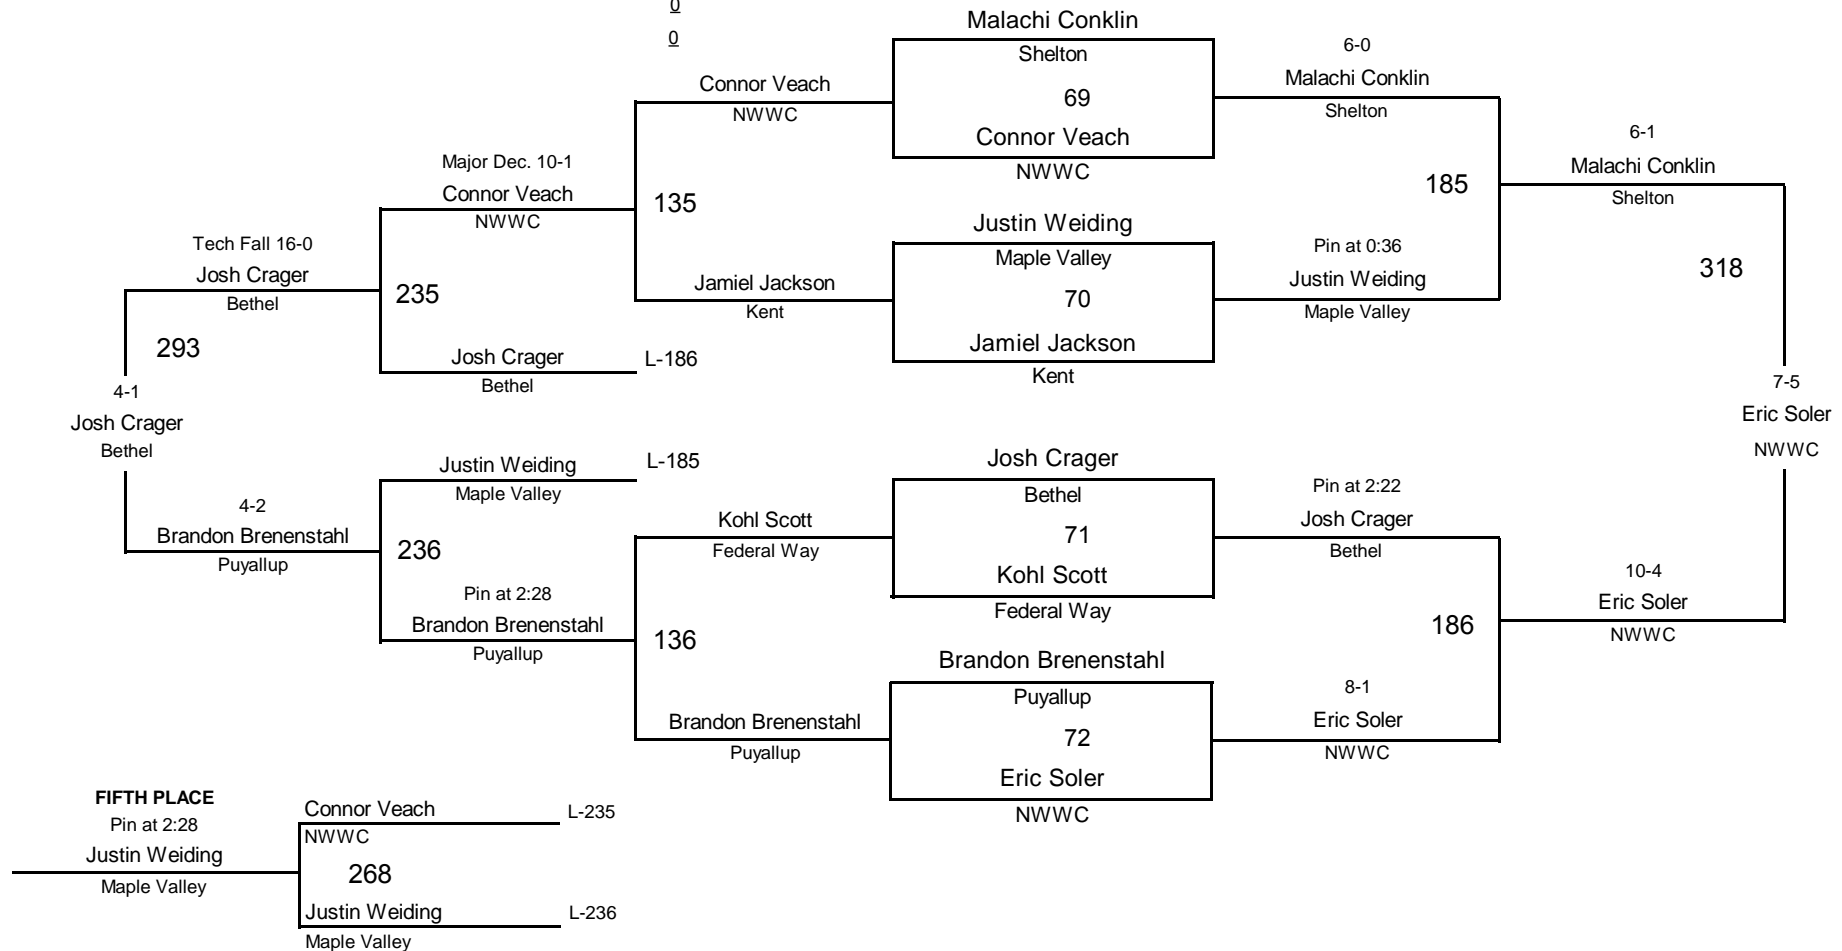 0
0
Malachi Conklin
Shelton
69
Connor Veach
NWWC
Justin Weiding
Maple Valley
70
Jamiel Jackson
Kent
Josh Crager
Bethel
71
Kohl Scott
Federal Way
Brandon Brenenstahl
Puyallup
72
Eric Soler
NWWC
6-0
Malachi Conklin
Shelton
185
Pin at 0:36
Justin Weiding
Maple Valley
Pin at 2:22
Josh Crager
Bethel
186
8-1
Eric Soler
NWWC
6-1
Malachi Conklin
Shelton
318
10-4
Eric Soler
NWWC
7-5
Eric Soler
NWWC
Connor Veach
NWWC
135
Jamiel Jackson
Kent
Kohl Scott
Federal Way
136
Brandon Brenenstahl
Puyallup
Major Dec. 10-1
Connor Veach
NWWC
235
Josh Crager
L-186
Bethel
Justin Weiding
L-185
Maple Valley
236
Pin at 2:28
Brandon Brenenstahl
Puyallup
Tech Fall 16-0
Josh Crager
Bethel
293
4-2
Brandon Brenenstahl
Puyallup
4-1
Josh Crager
Bethel
FIFTH PLACE
Pin at 2:28
Justin Weiding
Maple Valley
Connor Veach
L-235
NWWC
268
Justin Weiding
L-236
Maple Valley